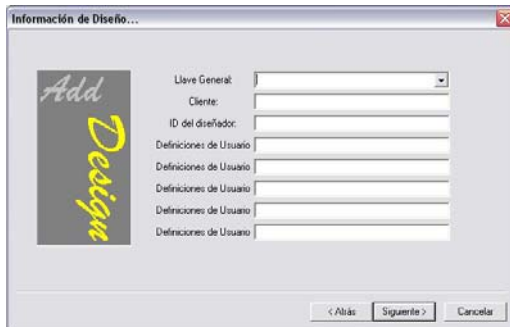 Información de Diseño...
Add
Design
Llave General:
Cliente:
ID del diseñador:
Definiciones de Usuario
Definiciones de Usuario
Definiciones de Usuario
Definiciones de Usuario
Definiciones de Usuario
< Atrás Siguiente > Cancelar